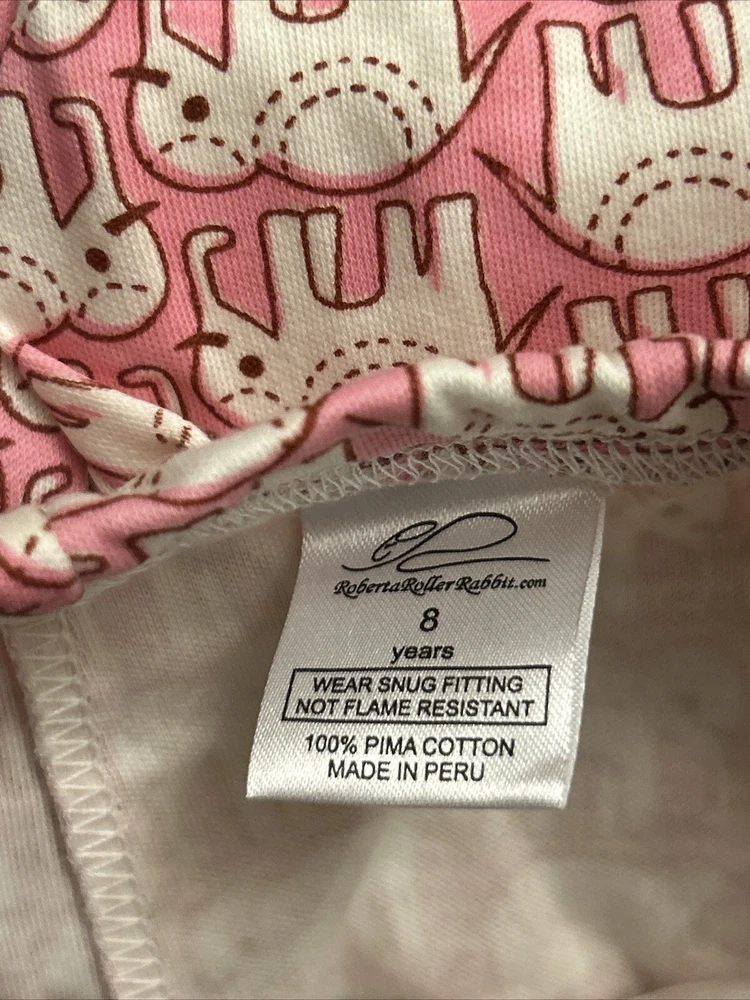 RobertaRollerRabbit.com
8
years
WEAR SNUG FITTING
NOT FLAME RESISTANT
100% PIMA COTTON
MADE IN PERU